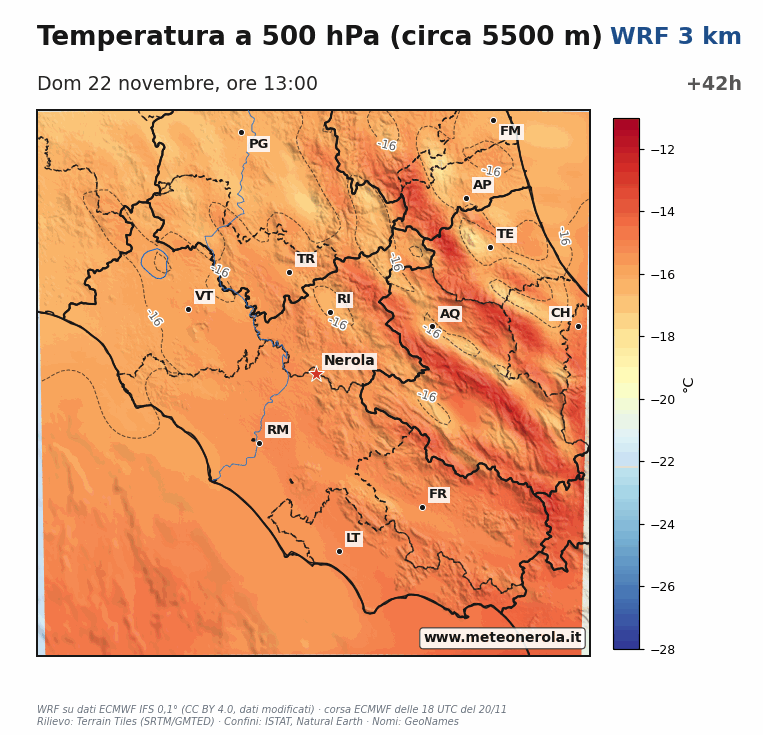 Temperatura a 500 hPa (circa 5500 m) WRF 3 km
Dom 22 novembre, ore 13:00 +42h
FM
PG
-16
-16
AP
TE
-16
TR
-16
-16
VT
RI
-16
-16
AQ
-16
CH
Nerola
-16
RM
FR
LT
www.meteonerola.it
−12
−14
−16
−18
−20
−22
−24
−26
−28
°C
WRF su dati ECMWF IFS 0,1° (CC BY 4.0, dati modificati) · corsa ECMWF delle 18 UTC del 20/11
Rilievo: Terrain Tiles (SRTM/GMTED) · Confini: ISTAT, Natural Earth · Nomi: GeoNames